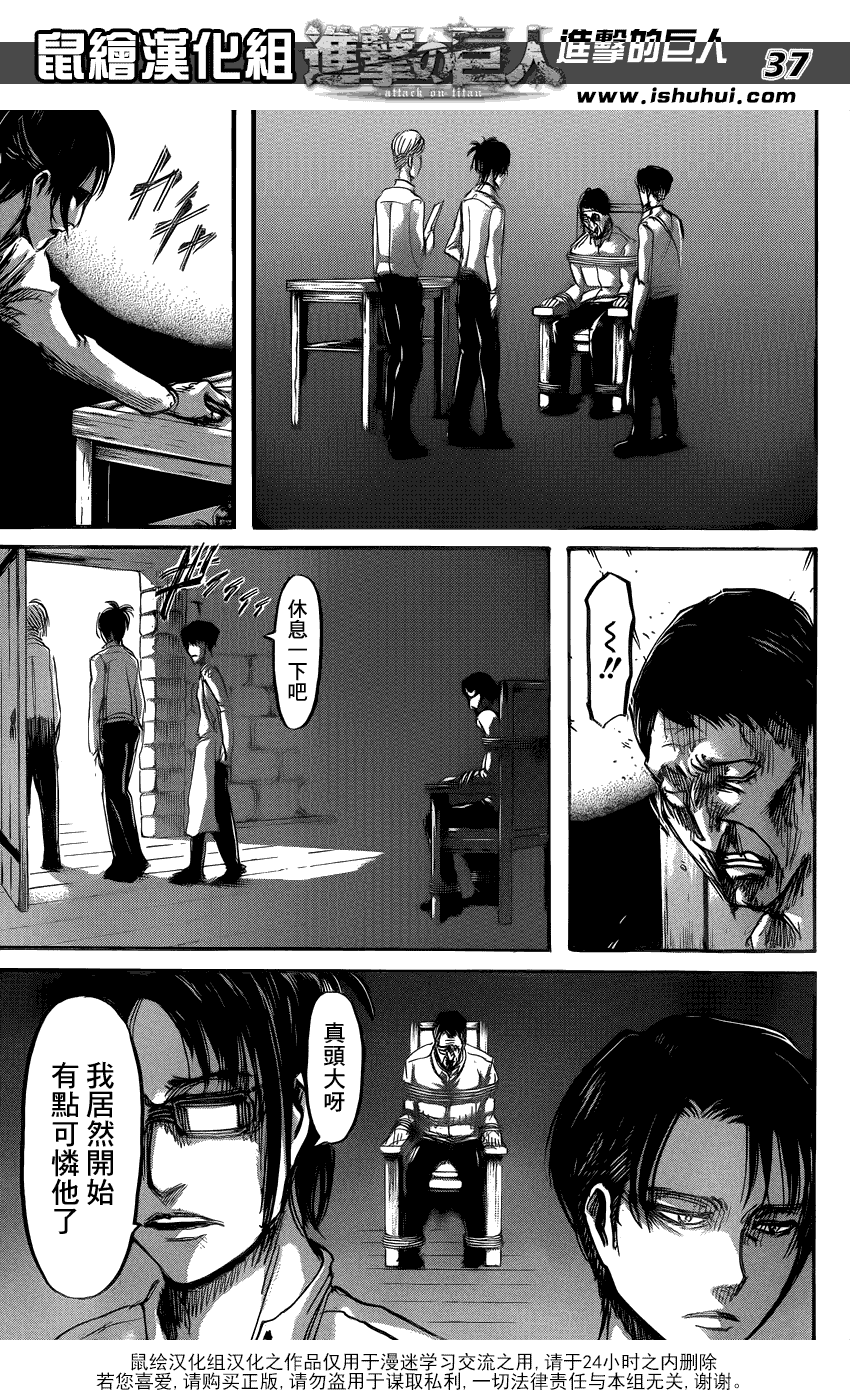 鼠繪漢化組 進撃の巨人 進擊的巨人 37
attack on titan
www.ishuhui.com
ガタッ
〜!!
休息一下吧
真頭大呀
我居然開始
有點可憐他了
鼠绘汉化组汉化之作品仅用于漫迷学习交流之用,请于24小时之内删除
若您喜爱,请购买正版,请勿盗用于谋取私利,一切法律责任与本组无关,谢谢。